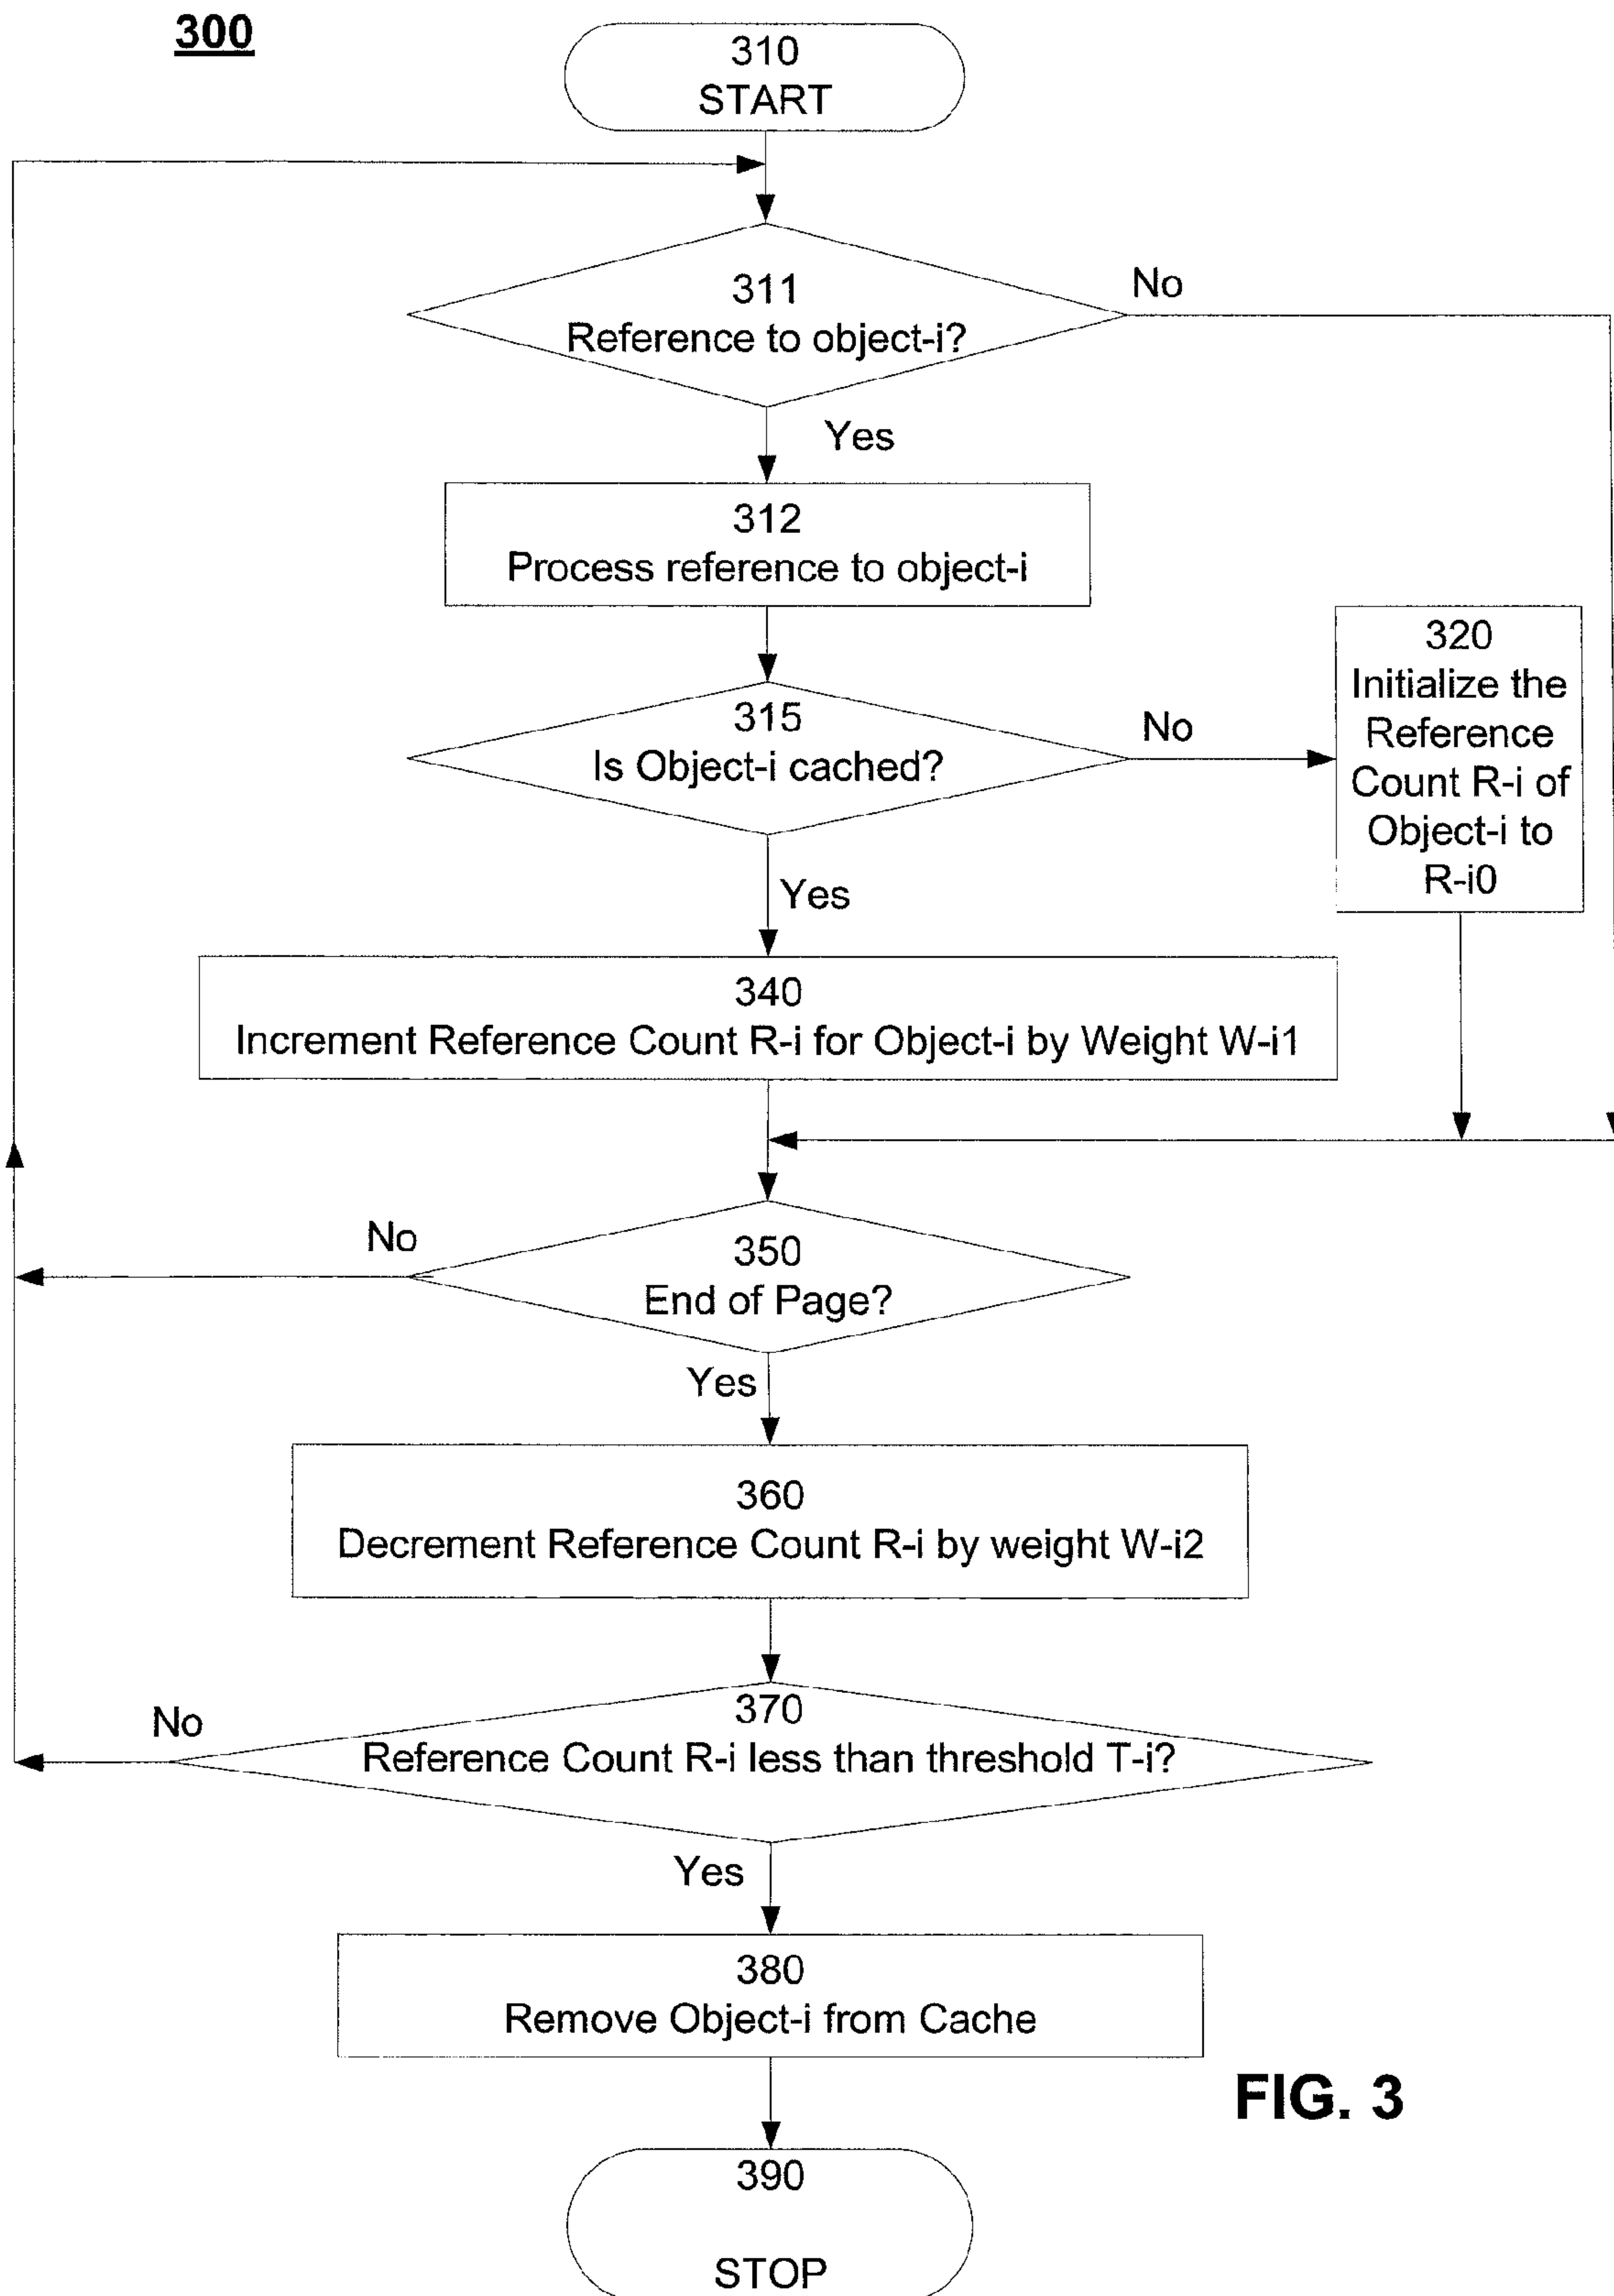 300
310
START
311
Reference to object-i?
No
Yes
312
Process reference to object-i
315
Is Object-i cached?
No
320
Initialize the
Reference
Count R-i of
Object-i to
R-i0
Yes
340
Increment Reference Count R-i for Object-i by Weight W-i1
350
End of Page?
No
Yes
360
Decrement Reference Count R-i by weight W-i2
370
Reference Count R-i less than threshold T-i?
No
Yes
380
Remove Object-i from Cache
FIG. 3
390
STOP